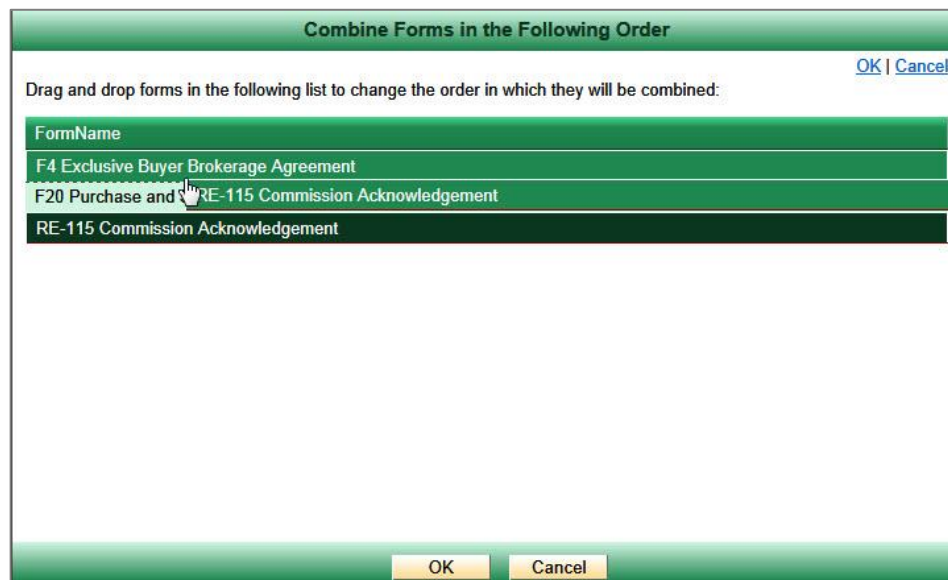 Combine Forms in the Following Order
OK | Cancel
Drag and drop forms in the following list to change the order in which they will be combined:
FormName
F4 Exclusive Buyer Brokerage Agreement
F20 Purchase and RE-115 Commission Acknowledgement
RE-115 Commission Acknowledgement
OK Cancel